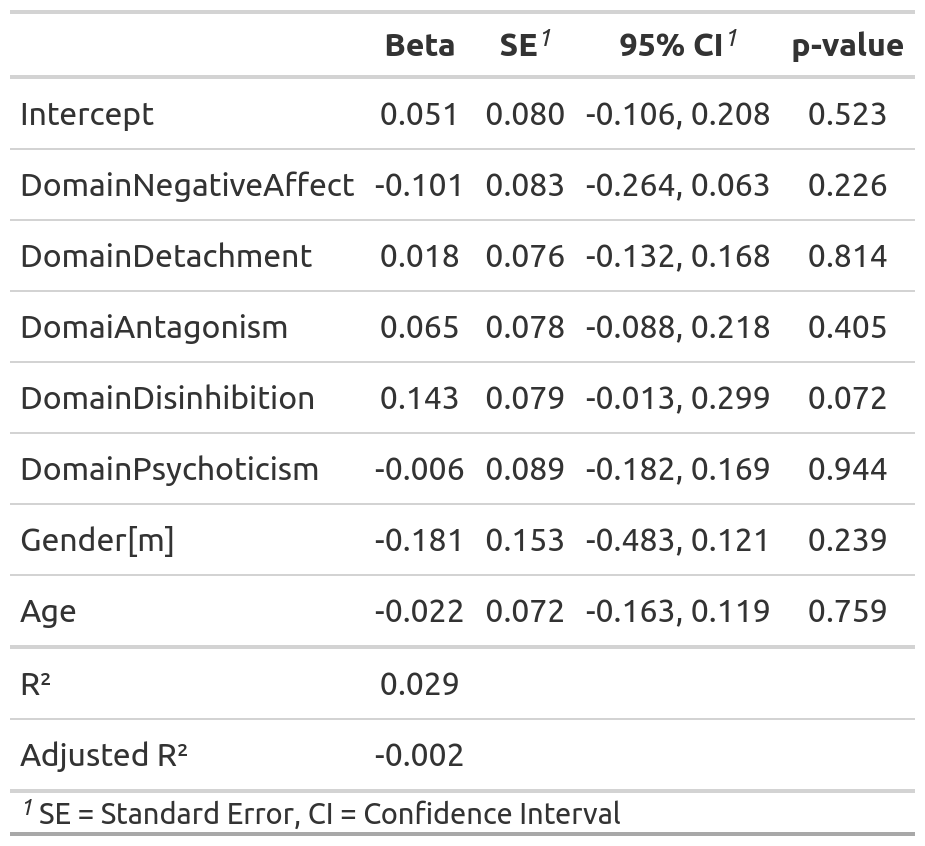 Beta SE1 95% CI1 p-value
Intercept 0.051 0.080 -0.106, 0.208 0.523
DomainNegativeAffect -0.101 0.083 -0.264, 0.063 0.226
DomainDetachment 0.018 0.076 -0.132, 0.168 0.814
DomaiAntagonism 0.065 0.078 -0.088, 0.218 0.405
DomainDisinhibition 0.143 0.079 -0.013, 0.299 0.072
DomainPsychoticism -0.006 0.089 -0.182, 0.169 0.944
Gender[m] -0.181 0.153 -0.483, 0.121 0.239
Age -0.022 0.072 -0.163, 0.119 0.759
R² 0.029
Adjusted R² -0.002
1 SE = Standard Error, CI = Confidence Interval